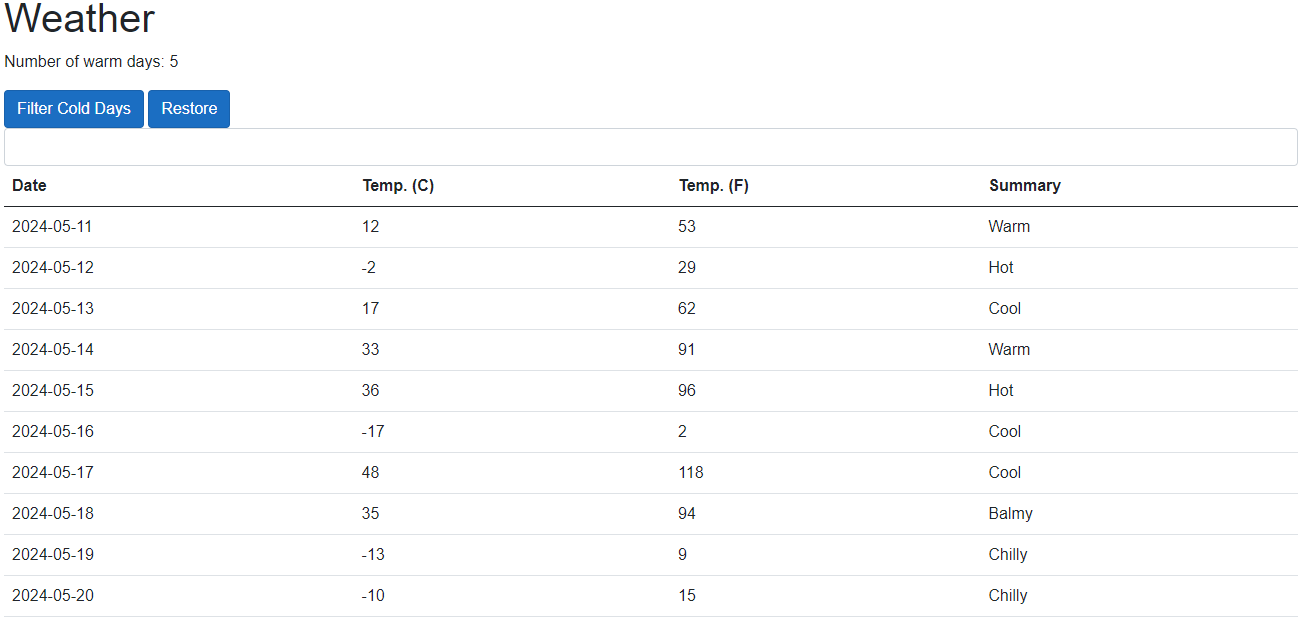 Weather
Number of warm days: 5
Filter Cold Days Restore
Date Temp. (C) Temp. (F) Summary
2024-05-11 12 53 Warm
2024-05-12 -2 29 Hot
2024-05-13 17 62 Cool
2024-05-14 33 91 Warm
2024-05-15 36 96 Hot
2024-05-16 -17 2 Cool
2024-05-17 48 118 Cool
2024-05-18 35 94 Balmy
2024-05-19 -13 9 Chilly
2024-05-20 -10 15 Chilly